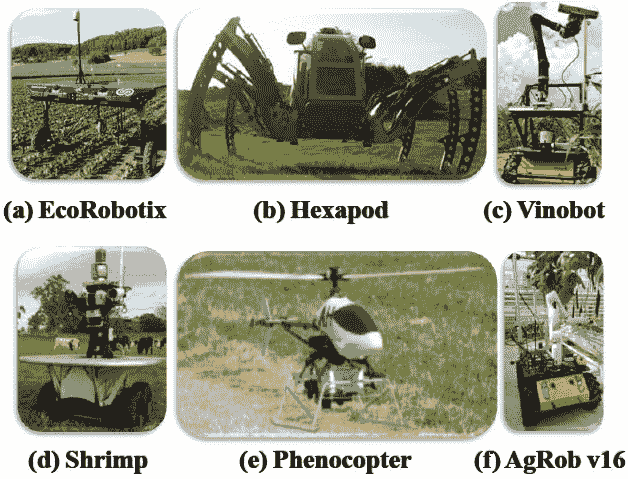 (a) EcoRobotix
(b) Hexapod
(c) Vinobot
(d) Shrimp
(e) Phenocopter
(f) AgRob v16